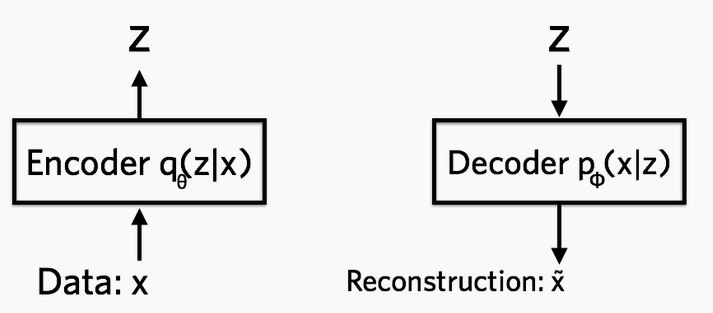 z
Encoder qθ(z|x)
Data: x
z
Decoder pΦ(x|z)
Reconstruction: x̃